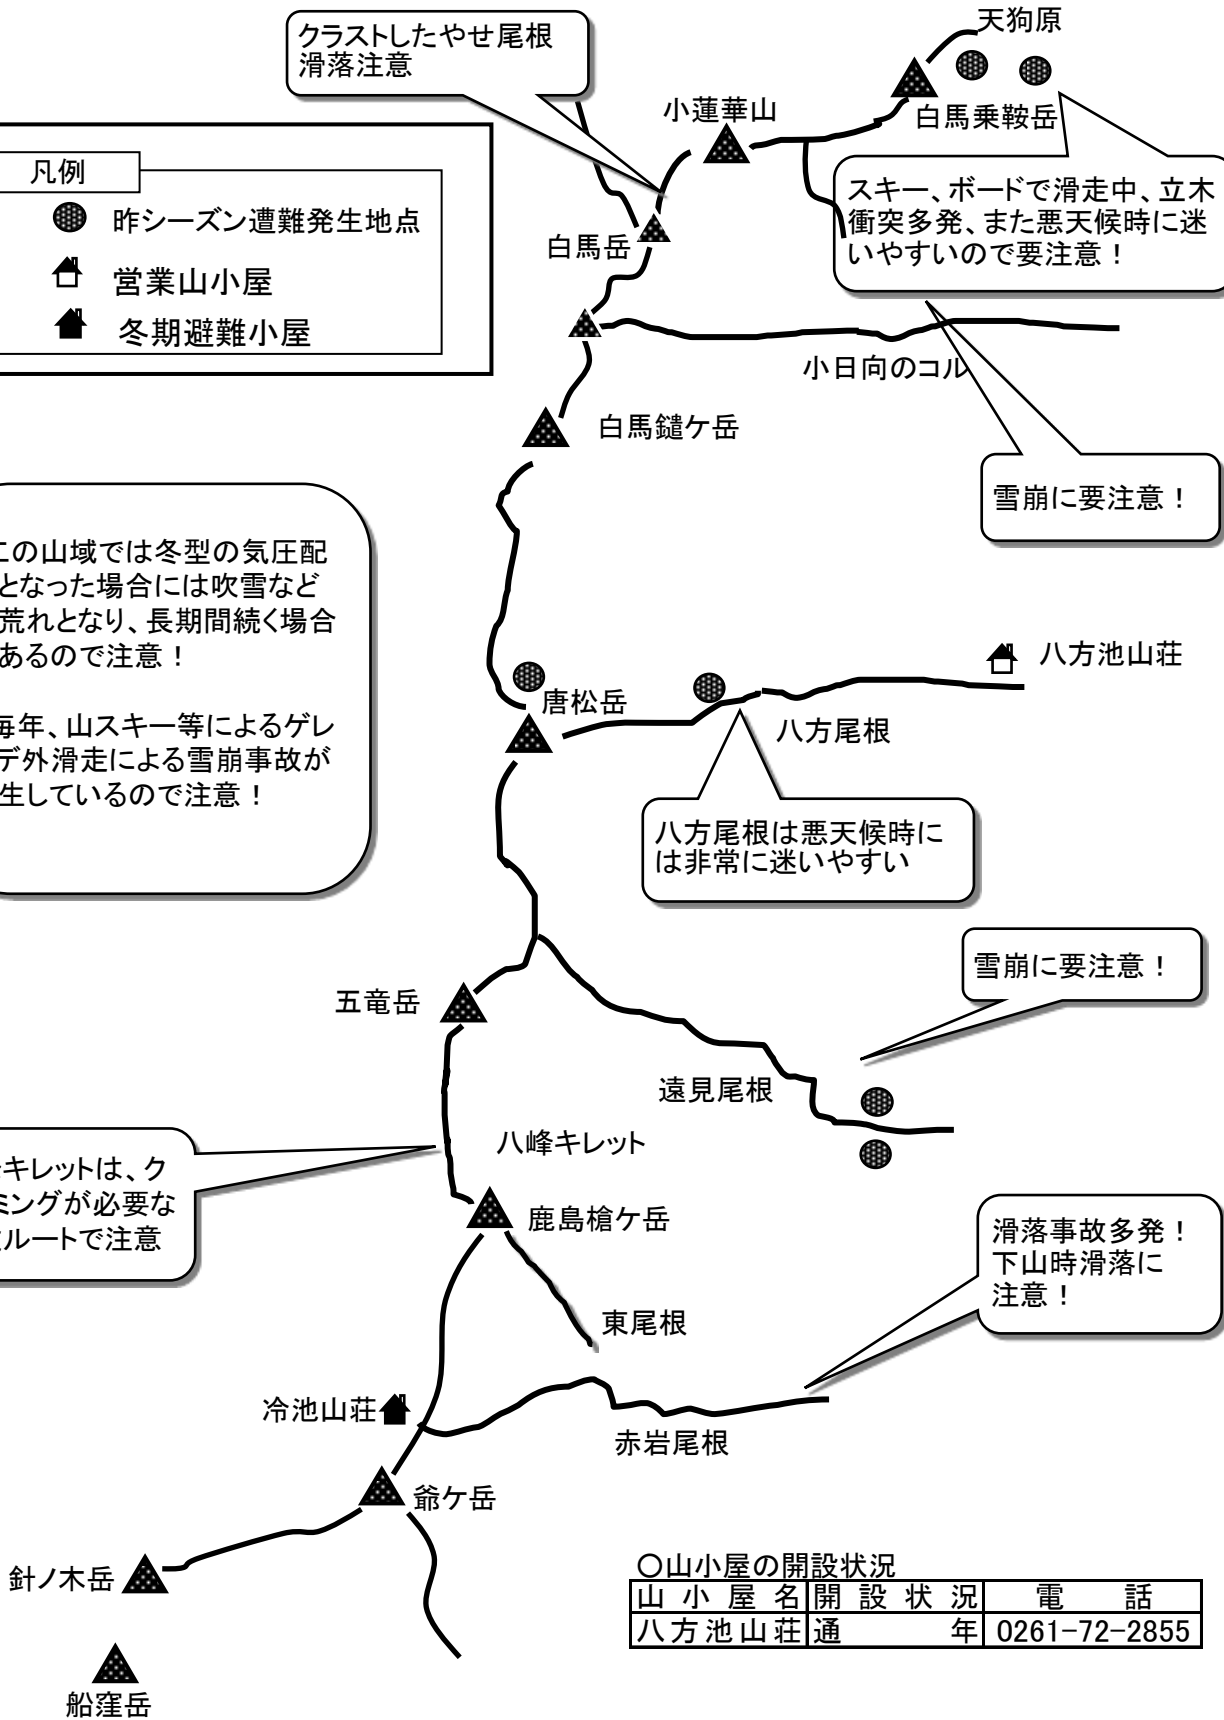 天狗原
クラストしたやせ尾根
滑落注意
小蓮華山
白馬乗鞍岳
凡例
昨シーズン遭難発生地点
営業山小屋
冬期避難小屋
スキー、ボードで滑走中、立木
衝突多発、また悪天候時に迷
いやすいので要注意！
白馬岳
小日向のコル
白馬鑓ケ岳
雪崩に要注意！
この山域では冬型の気圧配
となった場合には吹雪など
荒れとなり、長期間続く場合
あるので注意！
毎年、山スキー等によるゲレ
デ外滑走による雪崩事故が
生しているので注意！
八方池山荘
唐松岳
八方尾根
八方尾根は悪天候時に
は非常に迷いやすい
雪崩に要注意！
五竜岳
遠見尾根
八峰キレット
キレットは、ク
ミングが必要な
ルートで注意
鹿島槍ケ岳
滑落事故多発！
下山時滑落に
注意！
東尾根
冷池山荘
赤岩尾根
爺ケ岳
針ノ木岳
船窪岳
○山小屋の開設状況
山小屋名 開設状況 電話
八方池山荘 通年 0261-72-2855